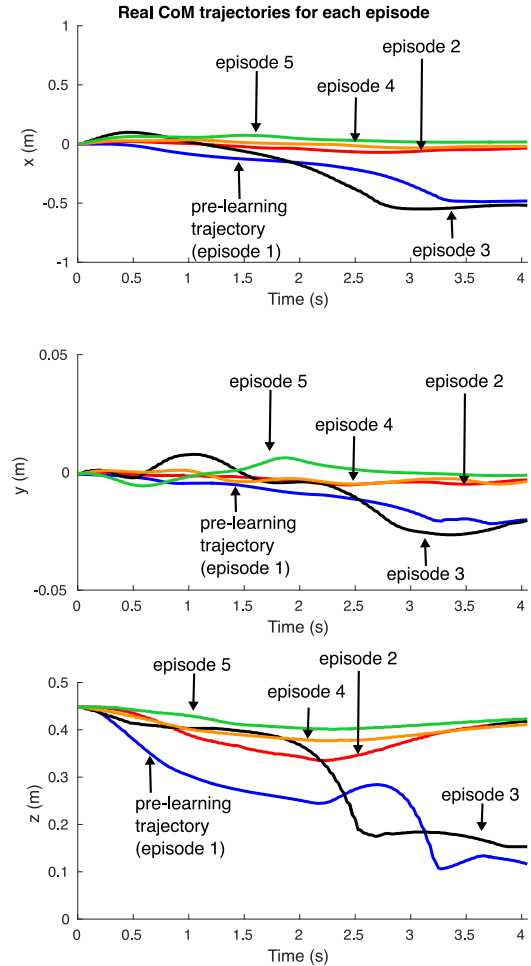 Real CoM trajectories for each episode
1
0.5
0
-0.5
-1
x (m)
episode 5
episode 4
episode 2
pre-learning
trajectory
(episode 1)
episode 3
0 0.5 1 1.5 2 2.5 3 3.5 4
Time (s)
0.05
0
-0.05
y (m)
episode 5
episode 4
episode 2
pre-learning
trajectory
(episode 1)
episode 3
0 0.5 1 1.5 2 2.5 3 3.5 4
Time (s)
0.5
0.4
0.3
0.2
0.1
0
z (m)
episode 5
episode 4
episode 2
pre-learning
trajectory
(episode 1)
episode 3
0 0.5 1 1.5 2 2.5 3 3.5 4
Time (s)